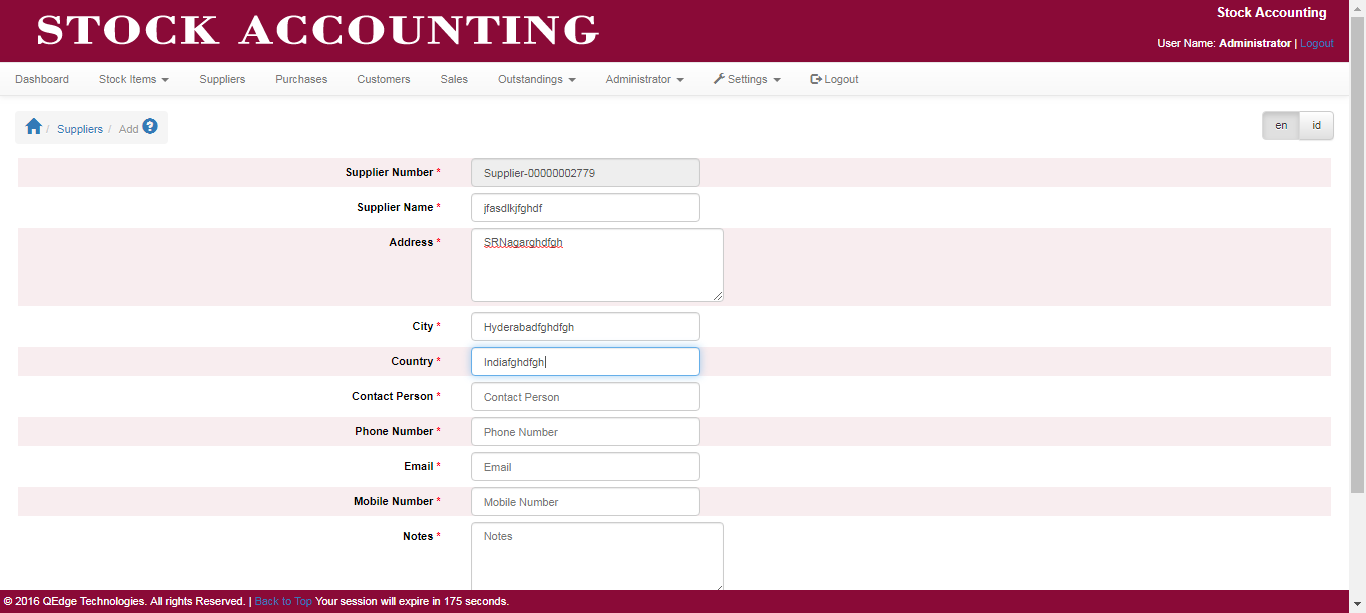 STOCK ACCOUNTING
Stock Accounting
User Name: Administrator | Logout
Dashboard Stock Items Suppliers Purchases Customers Sales Outstandings Administrator Settings Logout
/ Suppliers / Add ?
en id
Supplier Number * Supplier-00000002779
Supplier Name * jfasdlkjfghdf
Address * SRNagarghdfgh
City * Hyderabadfghdfgh
Country * Indiafghdfgh
Contact Person * Contact Person
Phone Number * Phone Number
Email * Email
Mobile Number * Mobile Number
Notes * Notes
© 2016 QEdge Technologies. All rights Reserved. | Back to Top Your session will expire in 175 seconds.